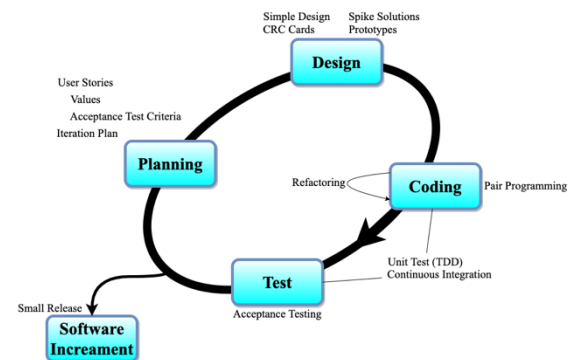 Simple Design
CRC Cards
Spike Solutions
Prototypes
Design
User Stories
Values
Acceptance Test Criteria
Iteration Plan
Planning
Refactoring
Coding
Pair Programming
Unit Test (TDD)
Continuous Integration
Test
Acceptance Testing
Small Release
Software
Increament